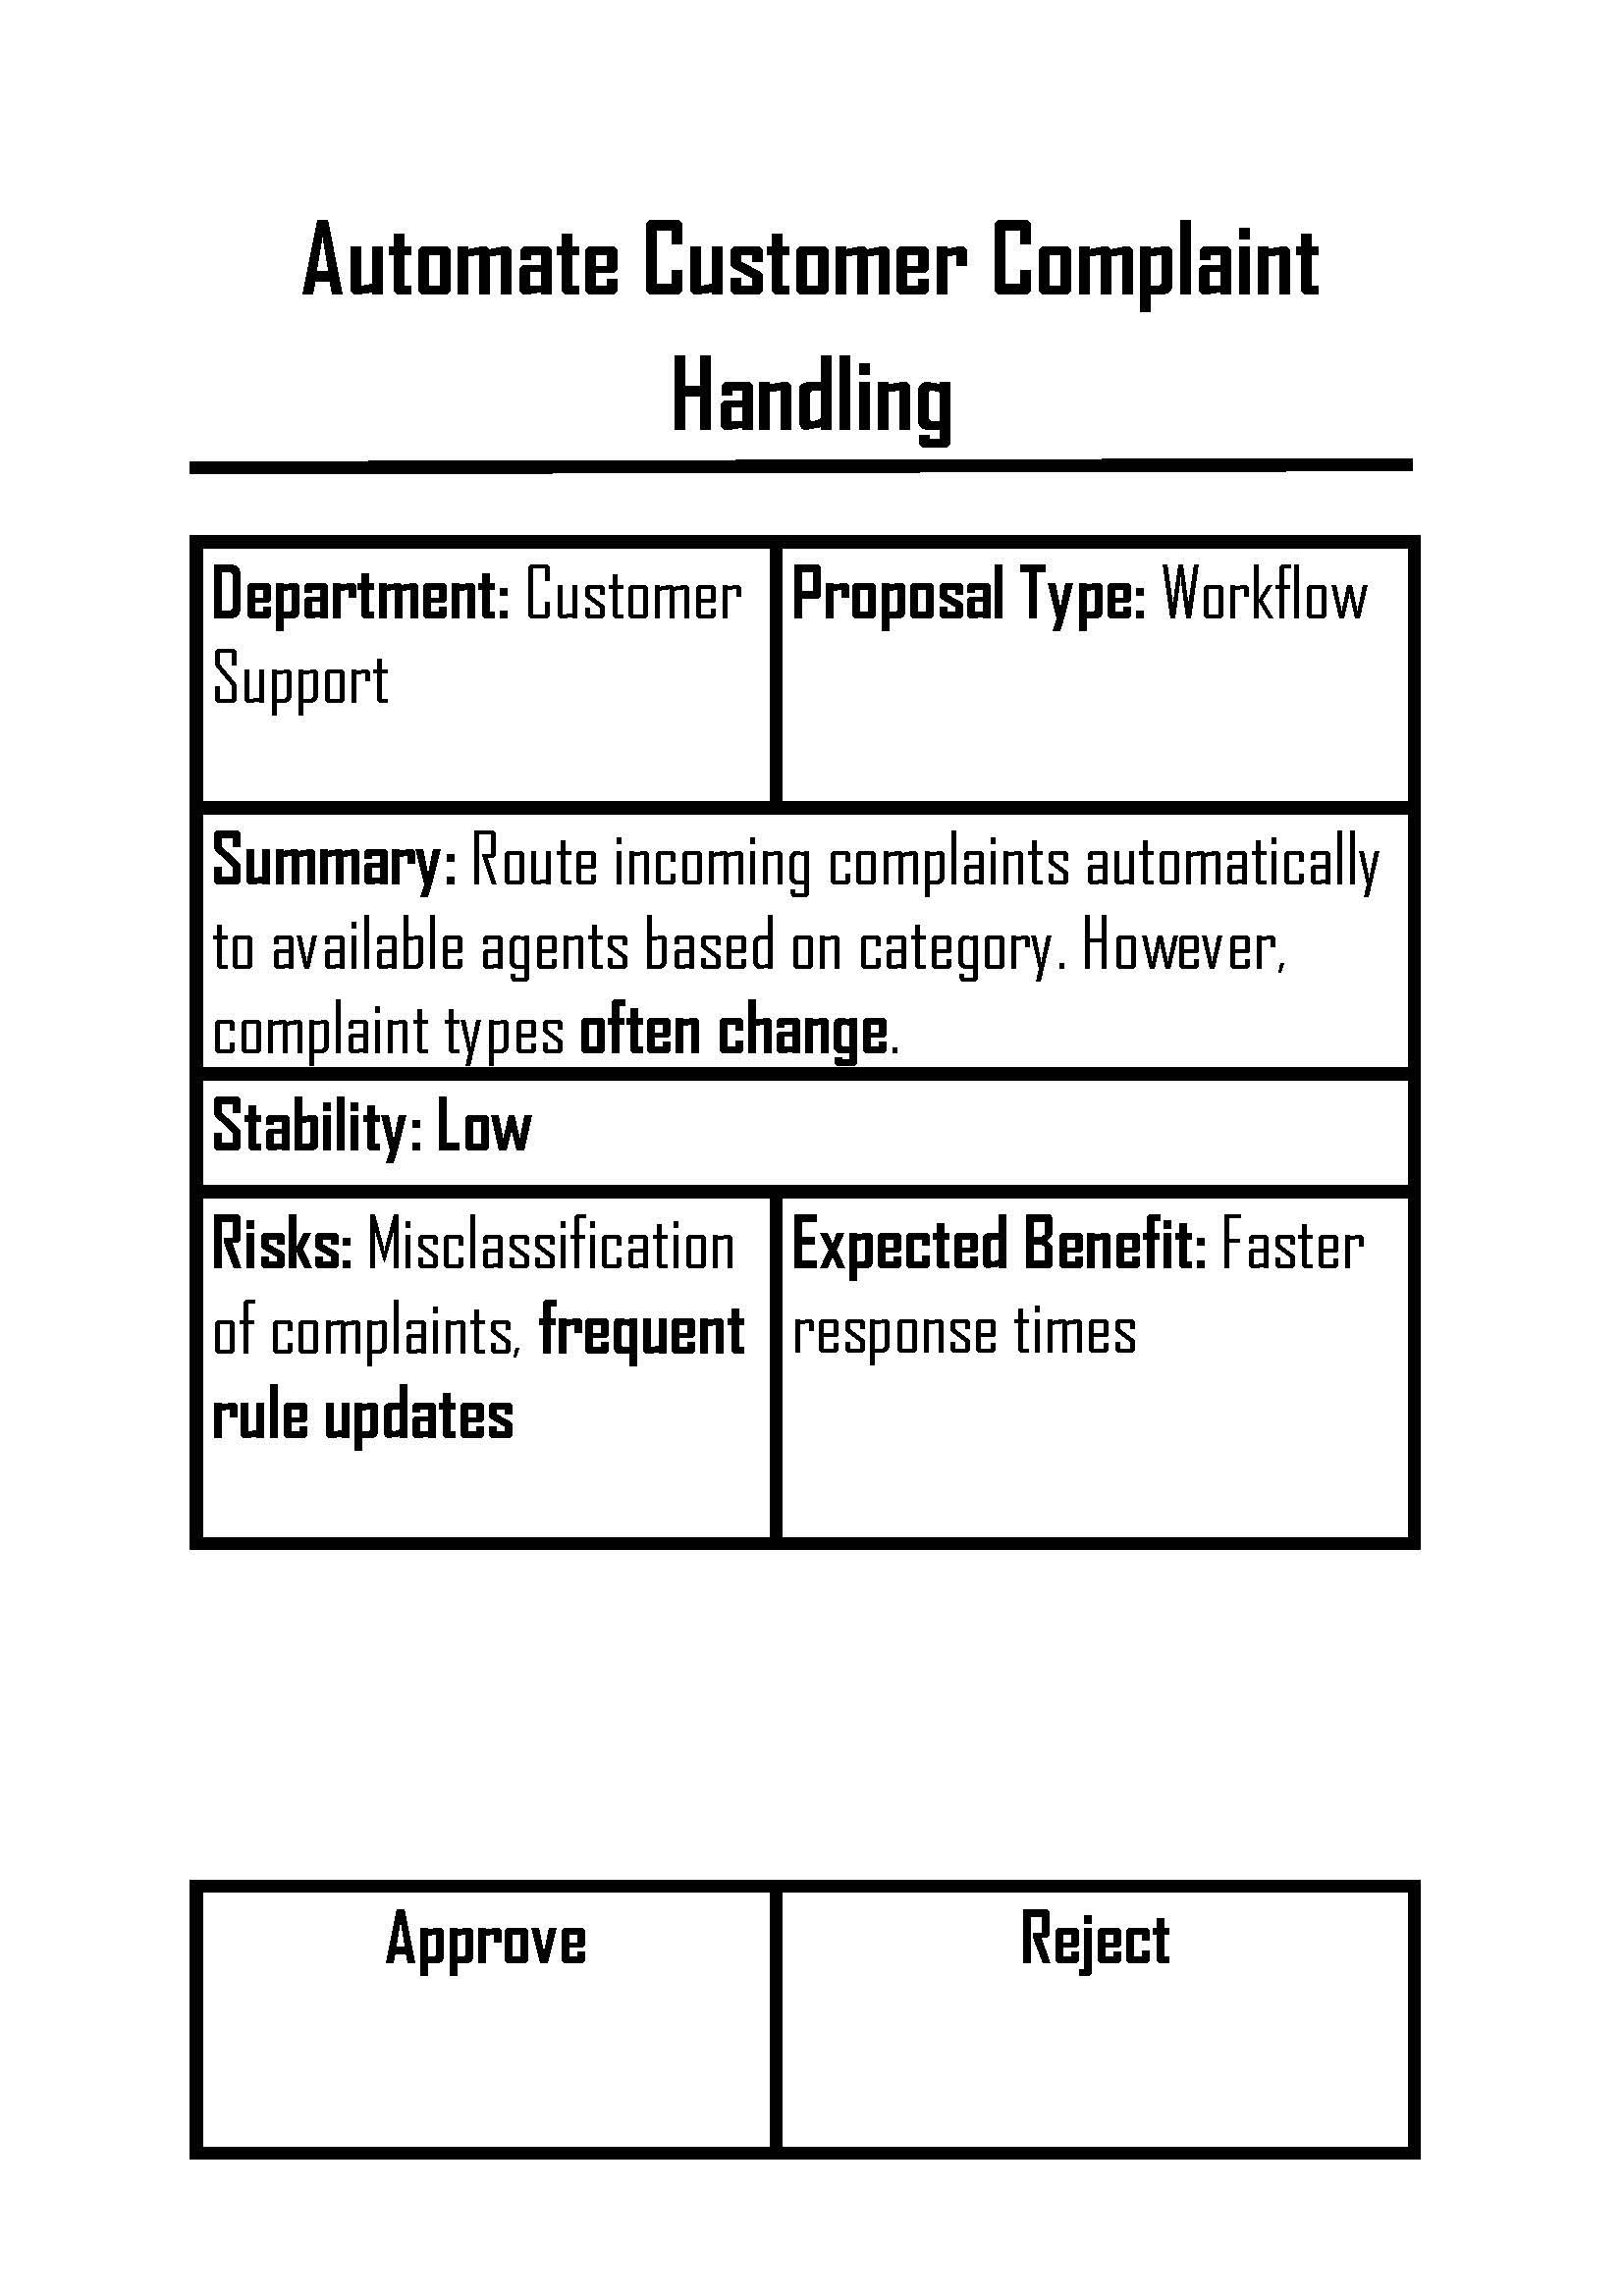 Automate Customer Complaint
Handling
Department: Customer
Support
Proposal Type: Workflow
Summary: Route incoming complaints automatically
to available agents based on category. However,
complaint types often change.
Stability: Low
Risks: Misclassification
of complaints, frequent
rule updates
Expected Benefit: Faster
response times
Approve
Reject